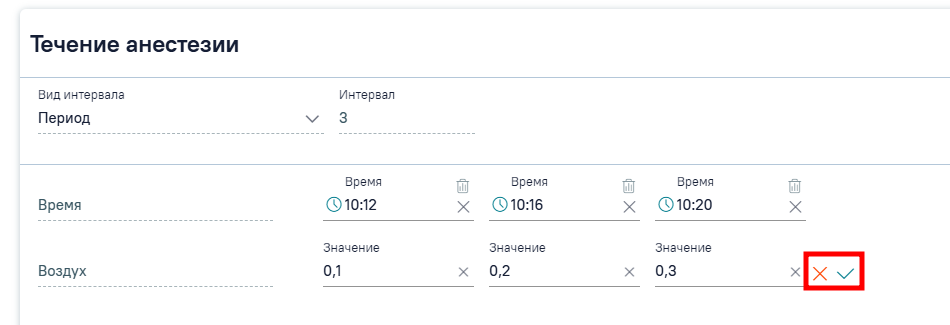 Течение анестезии
Вид интервала Интервал
Период 3
Время Время Время
Время 10:12 10:16 10:20
Значение Значение Значение
Воздух 0,1 0,2 0,3